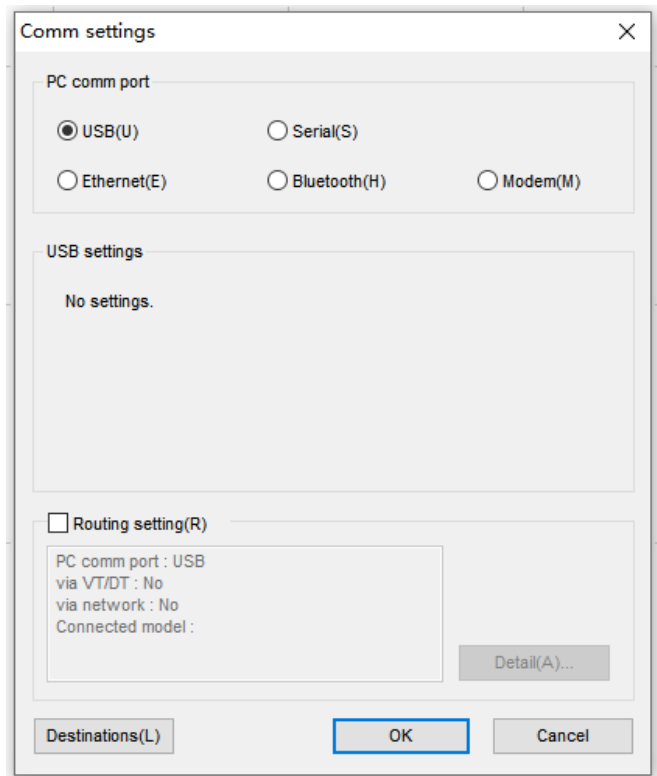 Comm settings
PC comm port
USB(U) Serial(S)
Ethernet(E) Bluetooth(H) Modem(M)
USB settings
No settings.
Routing setting(R)
PC comm port : USB
via VT/DT : No
via network : No
Connected model :
Detail(A)...
Destinations(L) OK Cancel